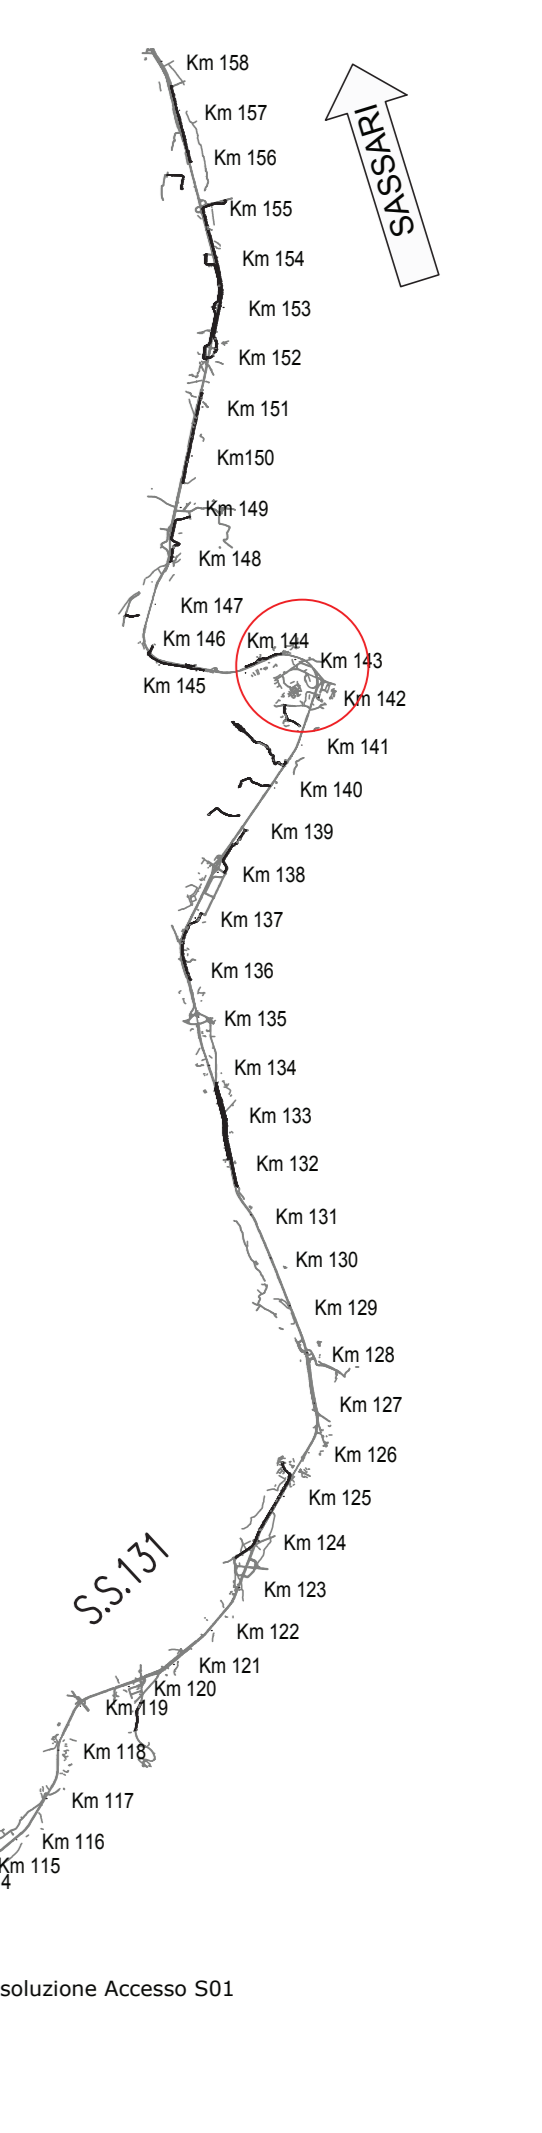 Km 158
Km 157
SASSARI
Km 156
Km 155
Km 154
Km 153
Km 152
Km 151
Km150
Km 149
Km 148
Km 147
Km 146
Km 144
Km 143
Km 145
Km 142
Km 141
Km 140
Km 139
Km 138
Km 137
Km 136
Km 135
Km 134
Km 133
Km 132
Km 131
Km 130
Km 129
Km 128
Km 127
Km 126
Km 125
Km 124
S.S.131
Km 123
Km 122
Km 121
Km 120
Km 119
Km 118
Km 117
Km 116
Km 115
4
soluzione Accesso S01